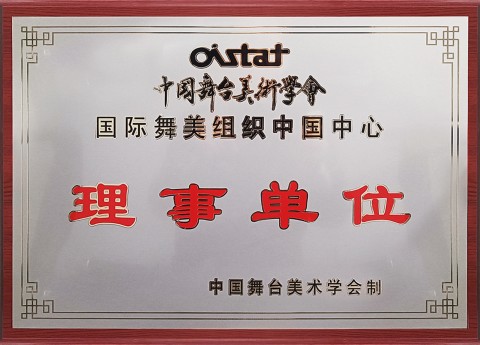 oistat
中国舞台美術學會
国际舞美组织中国中心
理事单位
中国舞台美术学会制